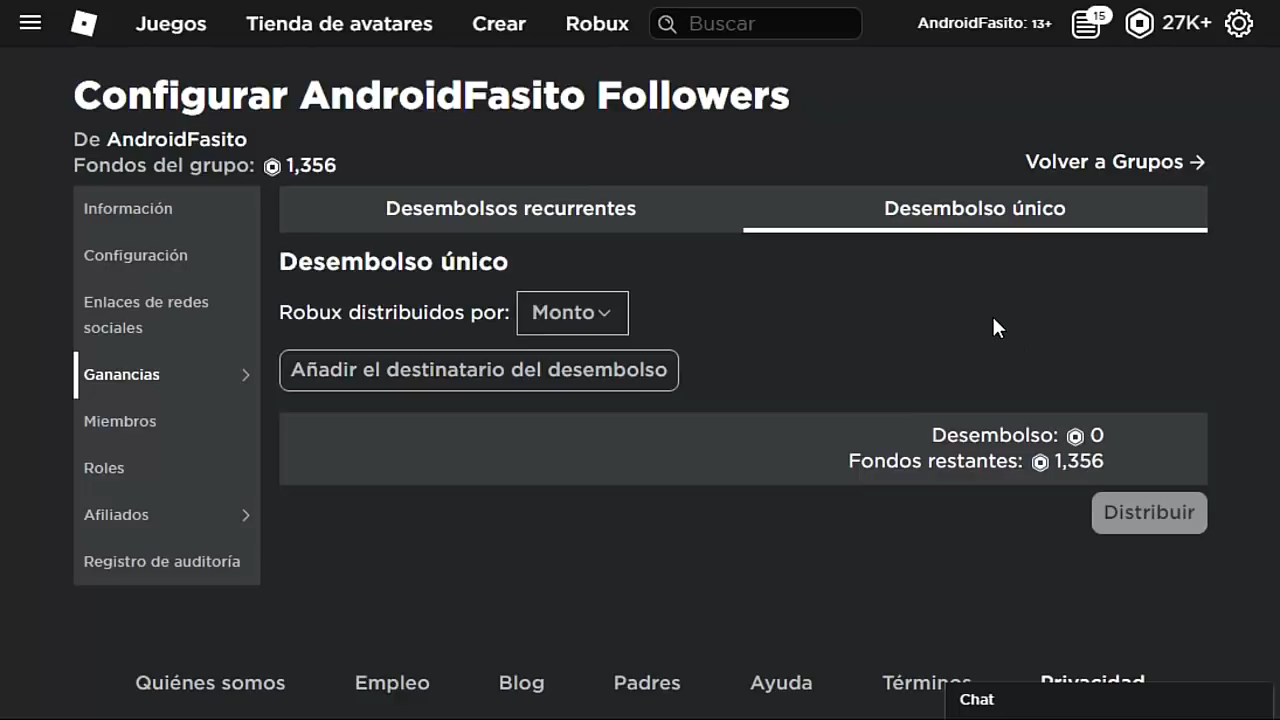 Juegos Tienda de avatares Crear Robux Buscar AndroidFasito: 13+ 15 27K+
Configurar AndroidFasito Followers
De AndroidFasito
Fondos del grupo: 1,356
Volver a Grupos →
Información
Configuración
Enlaces de redes
sociales
Ganancias
Miembros
Roles
Afiliados
Registro de auditoría
Desembolsos recurrentes Desembolso único
Desembolso único
Robux distribuidos por: Monto
Añadir el destinatario del desembolso
Desembolso: 0
Fondos restantes: 1,356
Distribuir
Quiénes somos Empleo Blog Padres Ayuda Términos Privacidad
Chat